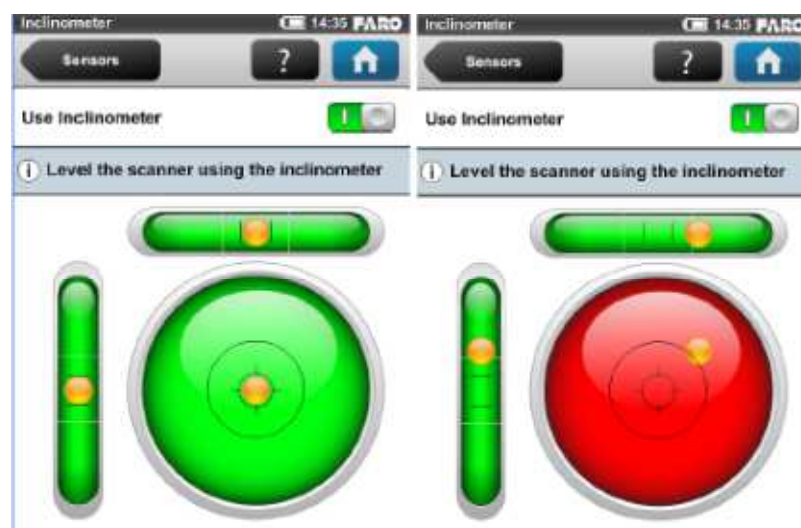 Inclinometer 14:35 FARO
Sensors ?
Use Inclinometer I
i Level the scanner using the inclinometer
Inclinometer 14:35 FARO
Sensors ?
Use Inclinometer I
i Level the scanner using the inclinometer